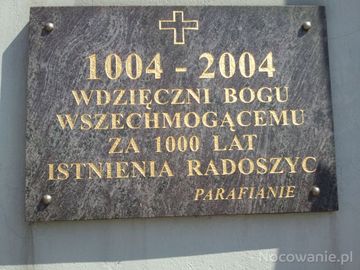 1004 - 2004
WDZIĘCZNI BOGU
WSZECHMOGĄCEMU
ZA 1000 LAT
ISTNIENIA RADOSZYC
PARAFIANIE
Nocowanie.pl